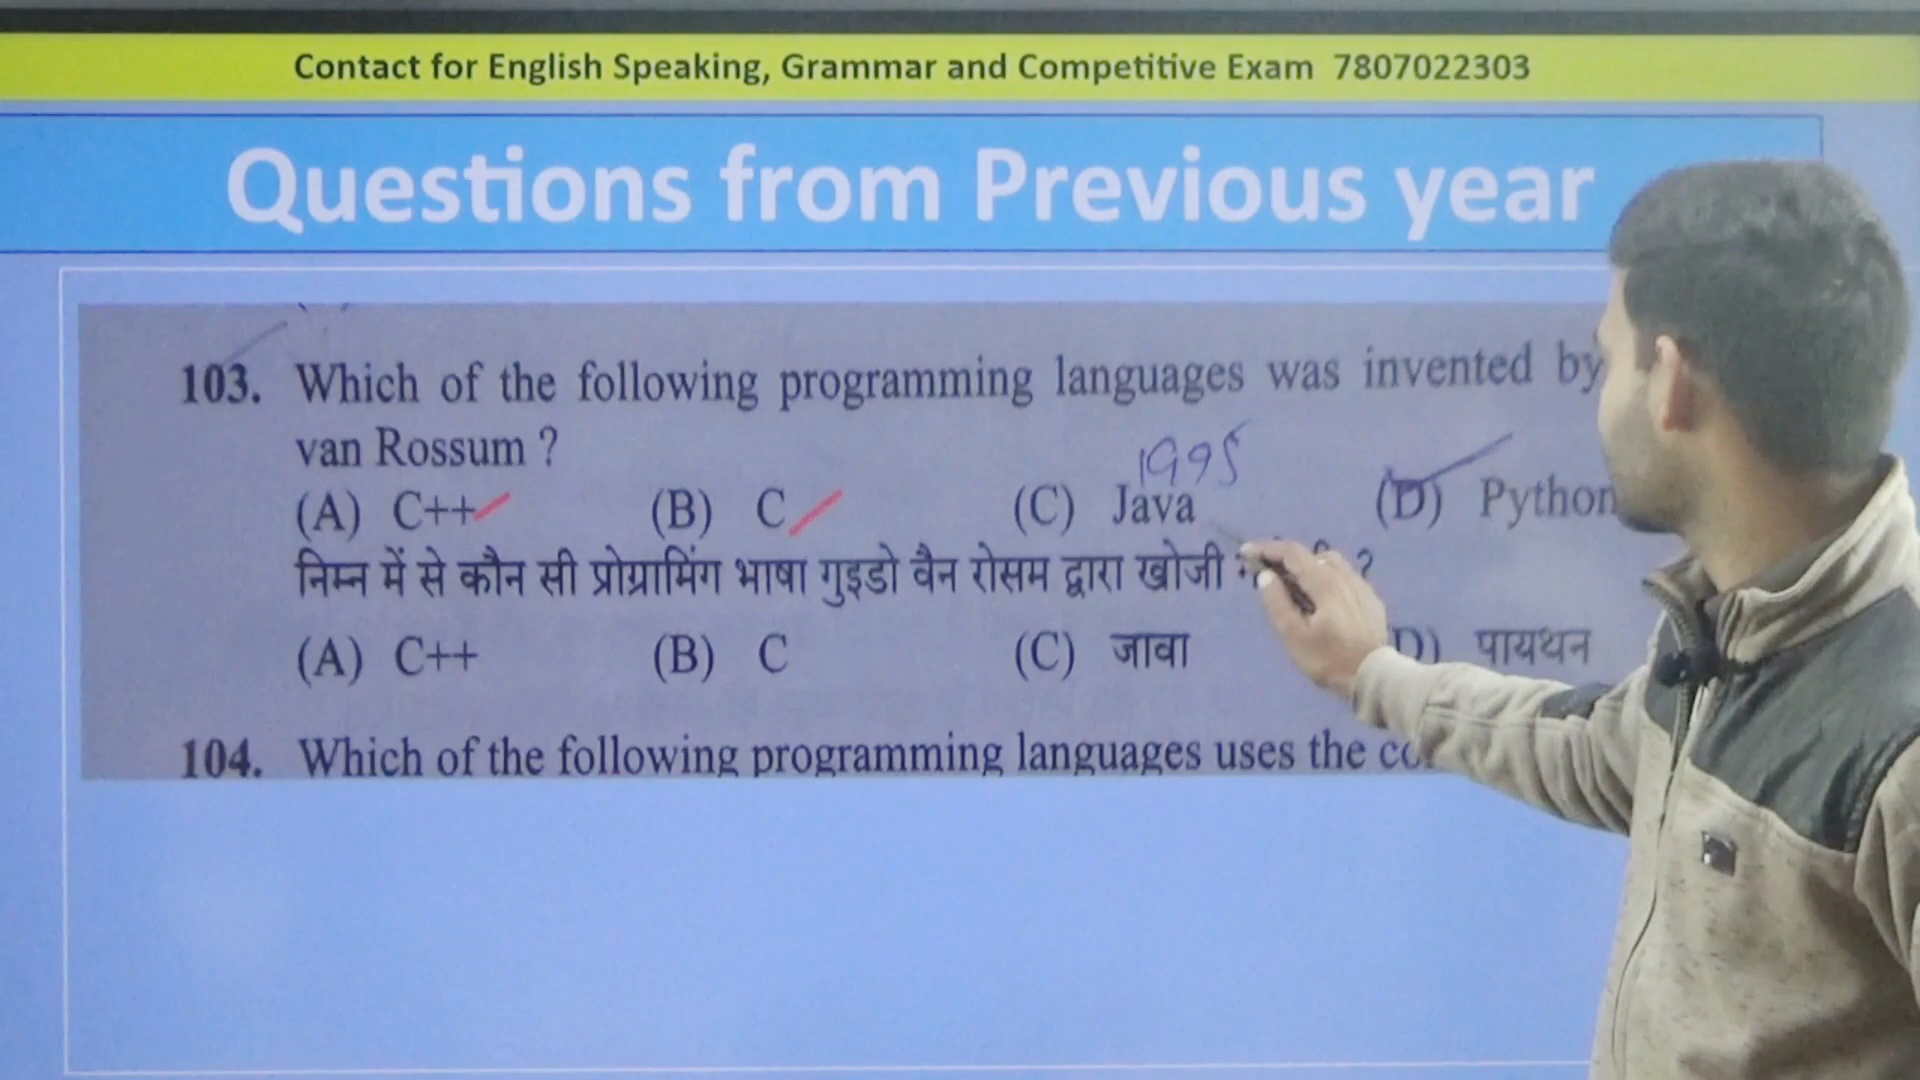 Contact for English Speaking, Grammar and Competitive Exam 7807022303
Questions from Previous year
103. Which of the following programming languages was invented by
van Rossum ?
1995
(A) C++ (B) C (C) Java (D) Python
निम्न में से कौन सी प्रोग्रामिंग भाषा गुइडो वैन रोसम द्वारा खोजी ?
(A) C++ (B) C (C) जावा D) पायथन
104. Which of the following programming languages uses the